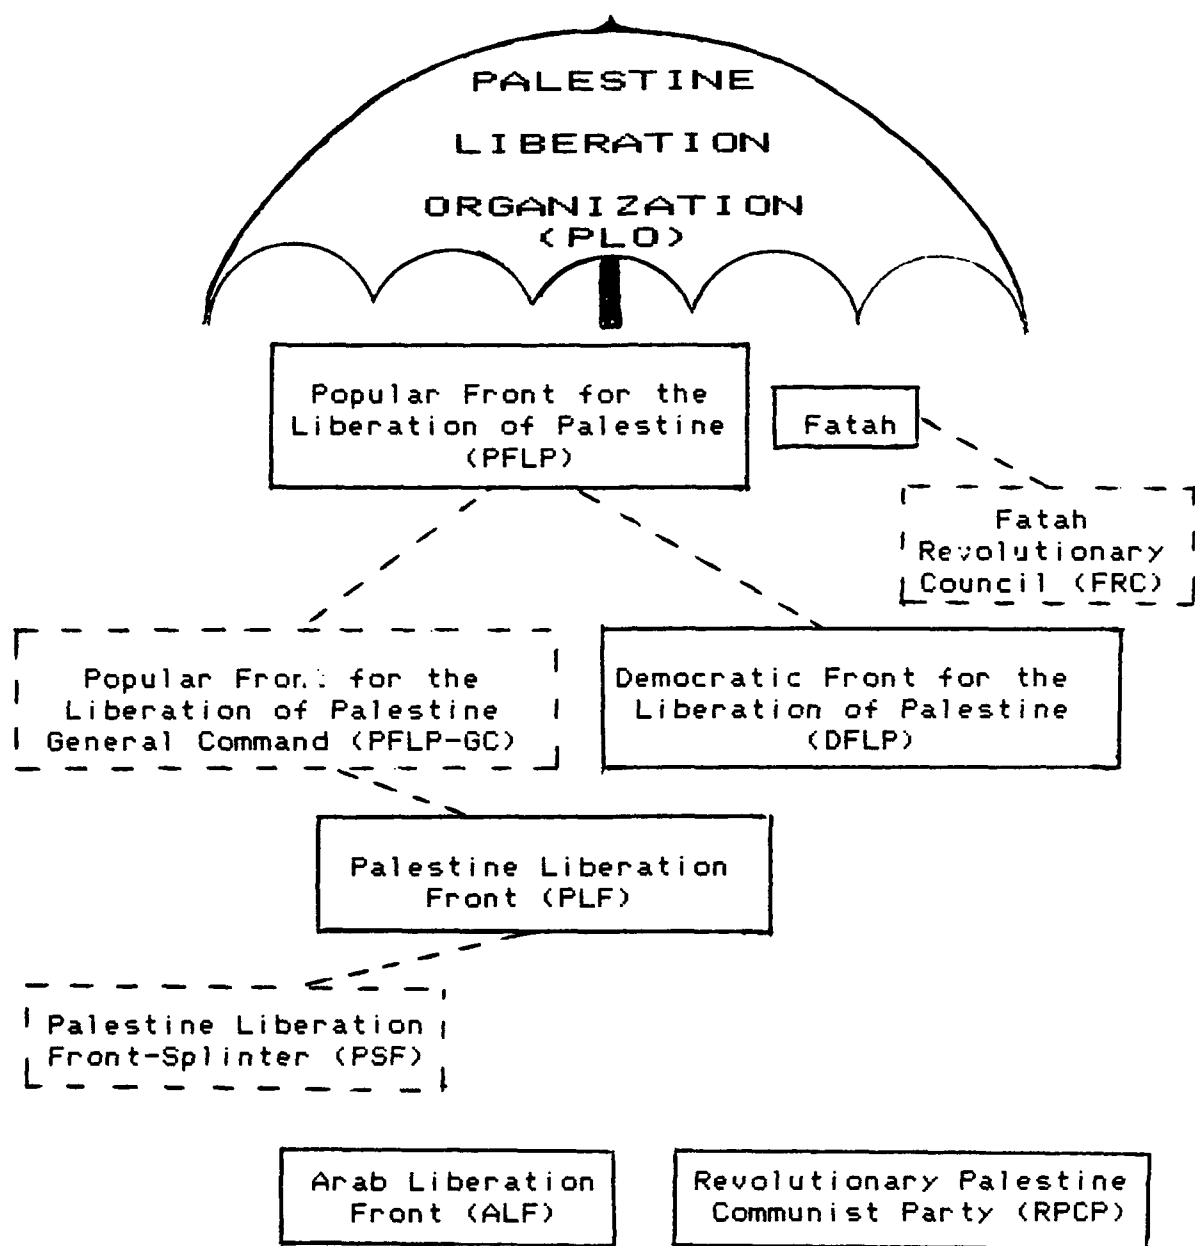 PALESTINE
LIBERATION
ORGANIZATION
(PLO)
Popular Front for the
Liberation of Palestine
(PFLP)
Fatah
Fatah
Revolutionary
Council (FRC)
Popular Front for the
Liberation of Palestine
General Command (PFLP-GC)
Democratic Front for the
Liberation of Palestine
(DFLP)
Palestine Liberation
Front (PLF)
Palestine Liberation
Front-Splinter (PSF)
Arab Liberation
Front (ALF)
Revolutionary Palestine
Communist Party (RPCP)